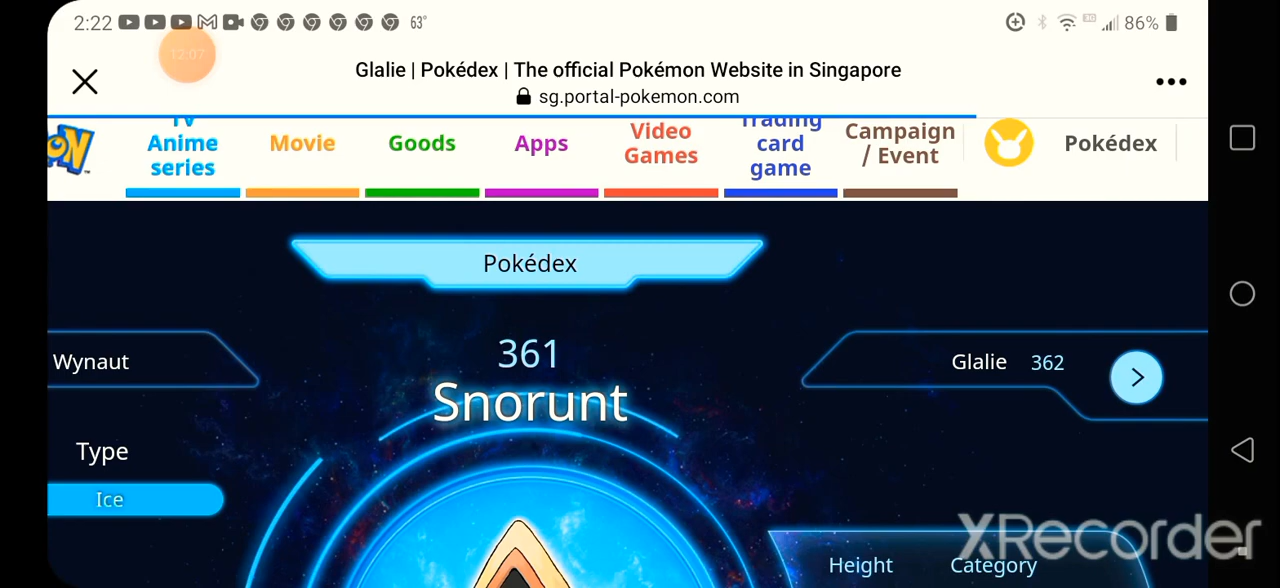 2:22 63° 86%
12:07
Glalie | Pokédex | The official Pokémon Website in Singapore
sg.portal-pokemon.com
TV Anime series
Movie
Goods
Apps
Video Games
Trading card game
Campaign / Event
Pokédex
Pokédex
Wynaut
361
Snorunt
Glalie 362
Type
Ice
Height Category
XRecorder